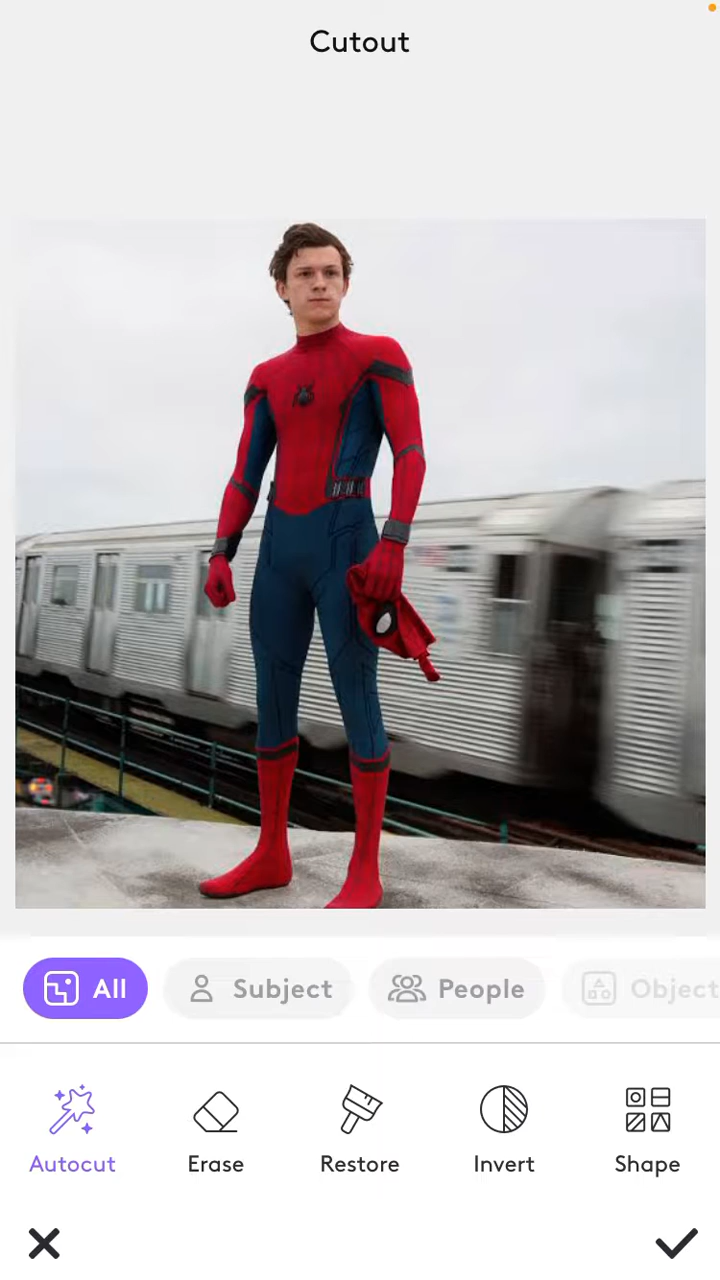 Cutout
All
Subject
People
Object
Autocut
Erase
Restore
Invert
Shape